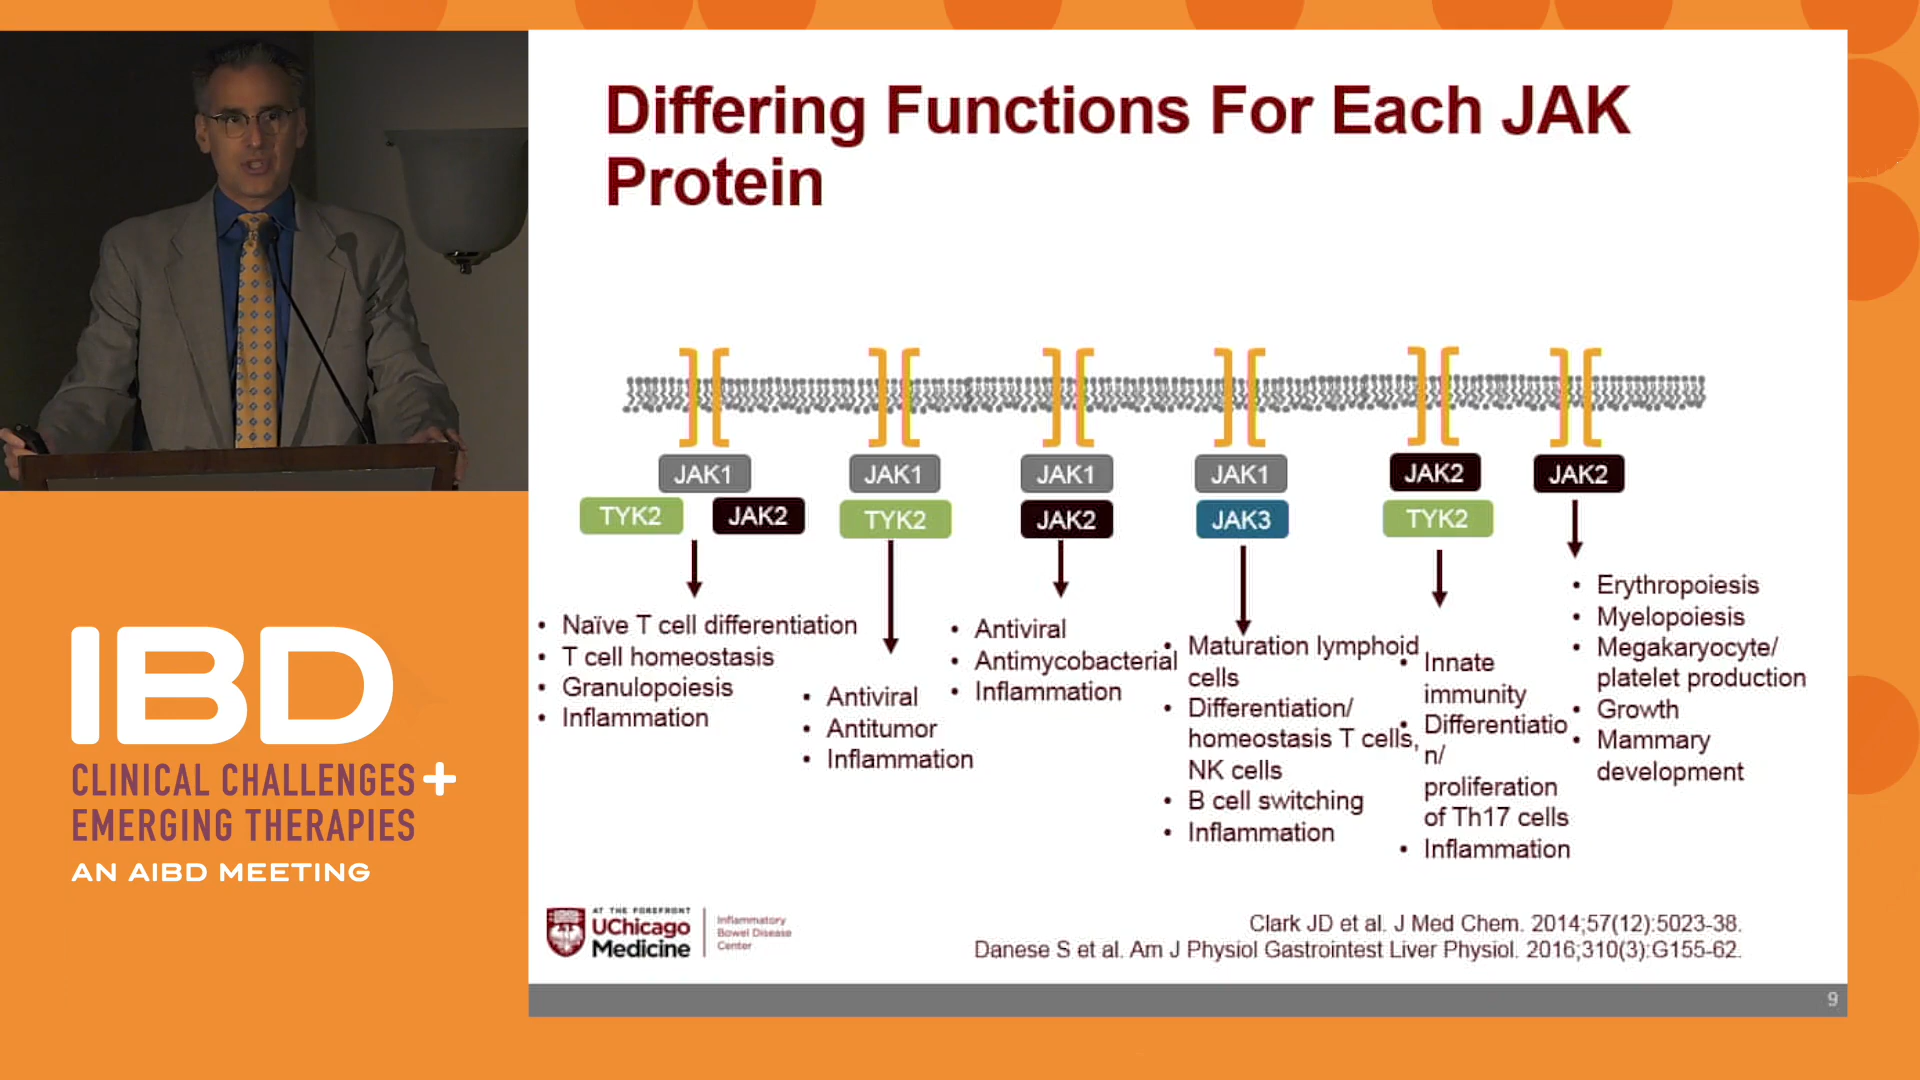 Differing Functions For Each JAK
Protein
JAK1
TYK2
JAK2
JAK1
TYK2
JAK1
JAK2
JAK1
JAK3
JAK2
TYK2
JAK2
• Naïve T cell differentiation
• T cell homeostasis
• Granulopoiesis
• Inflammation
• Antiviral
• Antitumor
• Inflammation
• Antiviral
• Antimycobacterial
• Inflammation
• Maturation lymphoid
cells
• Differentiation/
homeostasis T cells,
NK cells
• B cell switching
• Inflammation
• Innate
immunity
• Differentiatio
n/
proliferation
of Th17 cells
• Inflammation
• Erythropoiesis
• Myelopoiesis
• Megakaryocyte/
platelet production
• Growth
• Mammary
development
IBD
CLINICAL CHALLENGES +
EMERGING THERAPIES
AN AIBD MEETING
AT THE FOREFRONT
UChicago
Medicine
Inflammatory
Bowel Disease
Center
Clark JD et al. J Med Chem. 2014;57(12):5023-38.
Danese S et al. Am J Physiol Gastrointest Liver Physiol. 2016;310(3):G155-62.
9